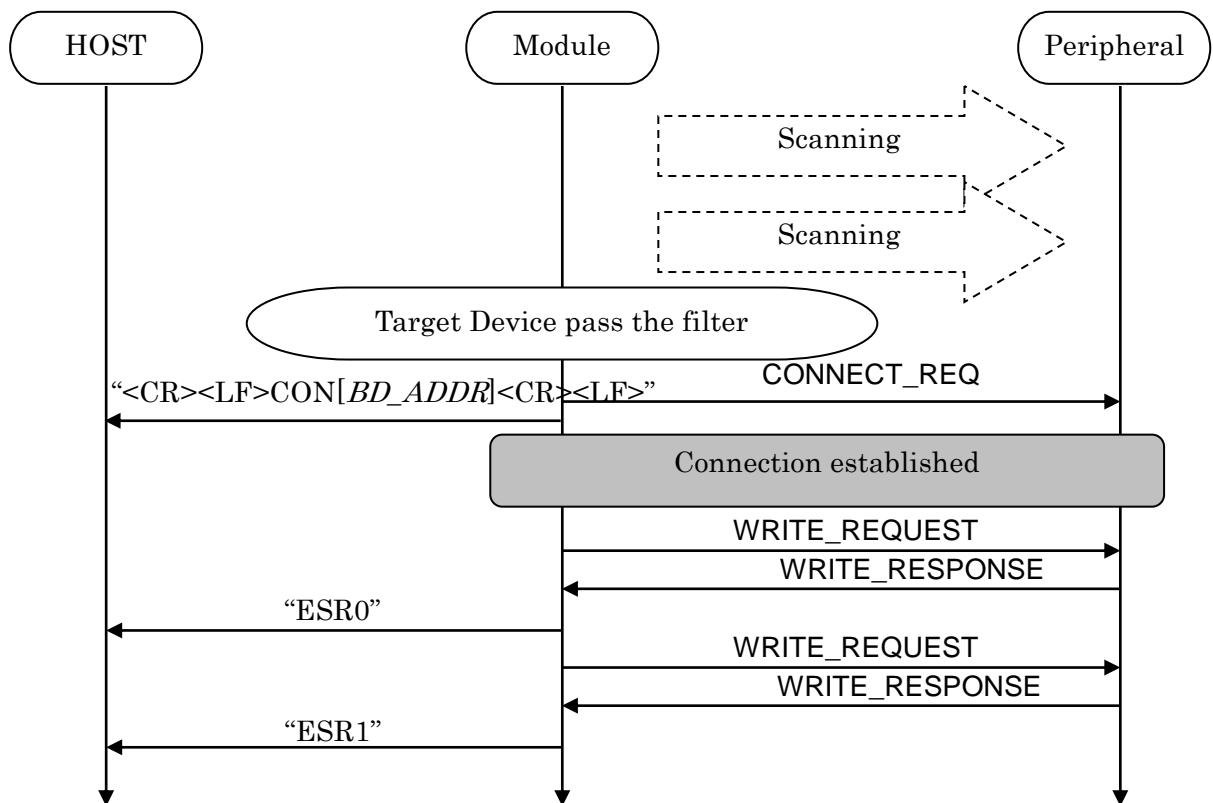 HOST
Module
Peripheral
Scanning
Scanning
Target Device pass the filter
CONNECT_REQ
“<CR><LF>CON[BD_ADDR]<CR><LF>”
Connection established
WRITE_REQUEST
WRITE_RESPONSE
“ESR0”
WRITE_REQUEST
WRITE_RESPONSE
“ESR1”